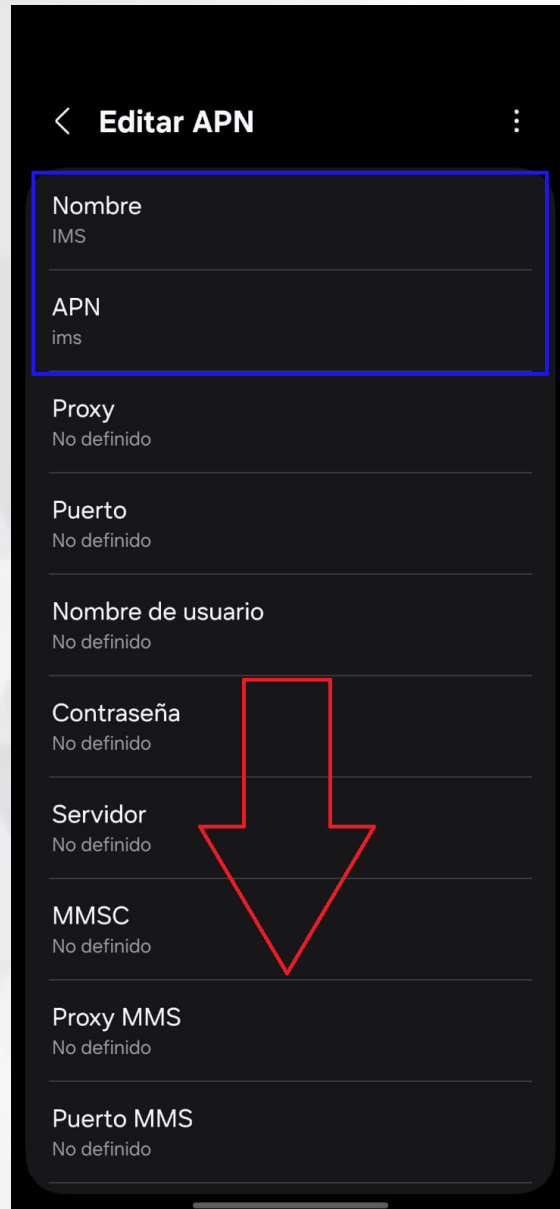 Editar APN
Nombre
IMS
APN
ims
Proxy
No definido
Puerto
No definido
Nombre de usuario
No definido
Contraseña
No definido
Servidor
No definido
MMSC
No definido
Proxy MMS
No definido
Puerto MMS
No definido